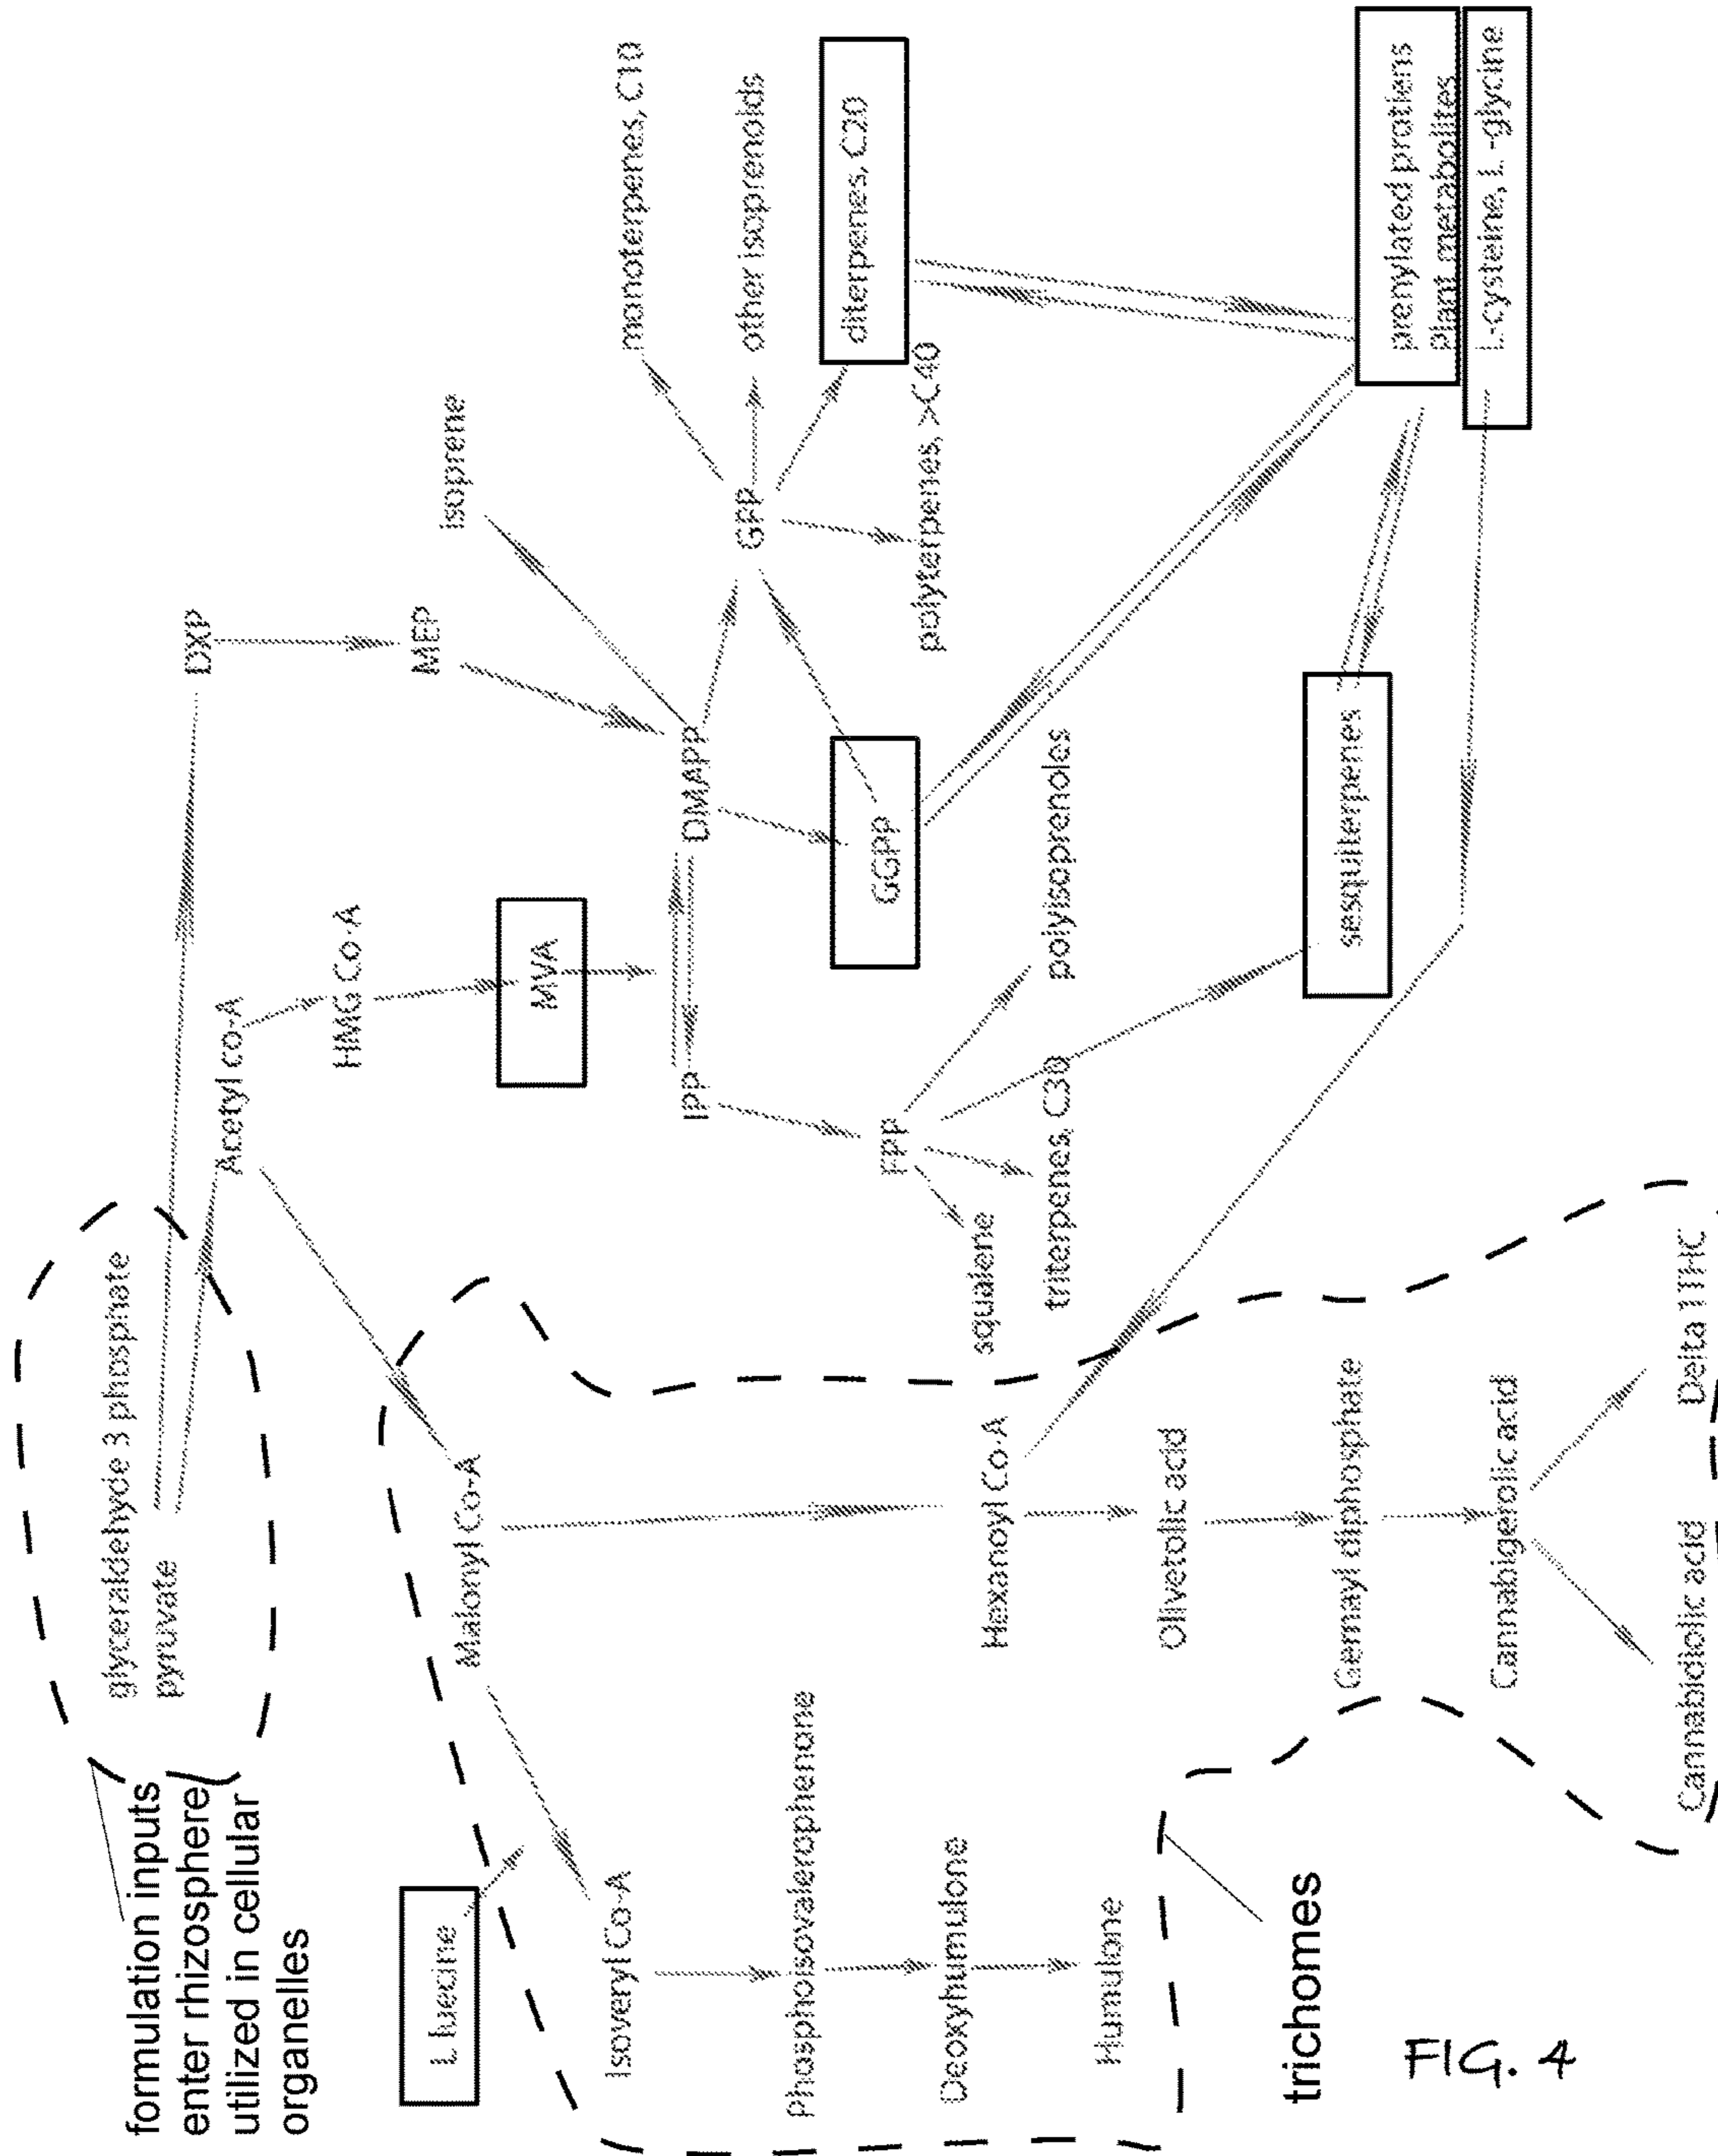 formulation inputs
enter rhizosphere
utilized in cellular
organelles
glyceraldehyde 3 phosphate
pyruvate
DXP
Acetyl co-A
HMG Co-A
MEP
isoprene
L luecine
Malonyl Co-A
MVA
Isoveryl Co-A
IPP
DMAPP
GPP
monoterpenes, C10
other isoprenoids
diterpenes, C20
polyterpenes, >C40
Phosphoisovalerophenone
FPP
GGPP
Deoxyhumulone
Hexanoyl Co-A
squalene
triterpenes, C30
polyisoprenoles
Humulone
Olivetolic acid
sesquiterpenes
prenylated protiens
Plant metabolites
L-cysteine, L-glycine
trichomes
Gernayl diphosphate
Cannabigerolic acid
Cannabidiolic acid
Delta 1THC
FIG. 4